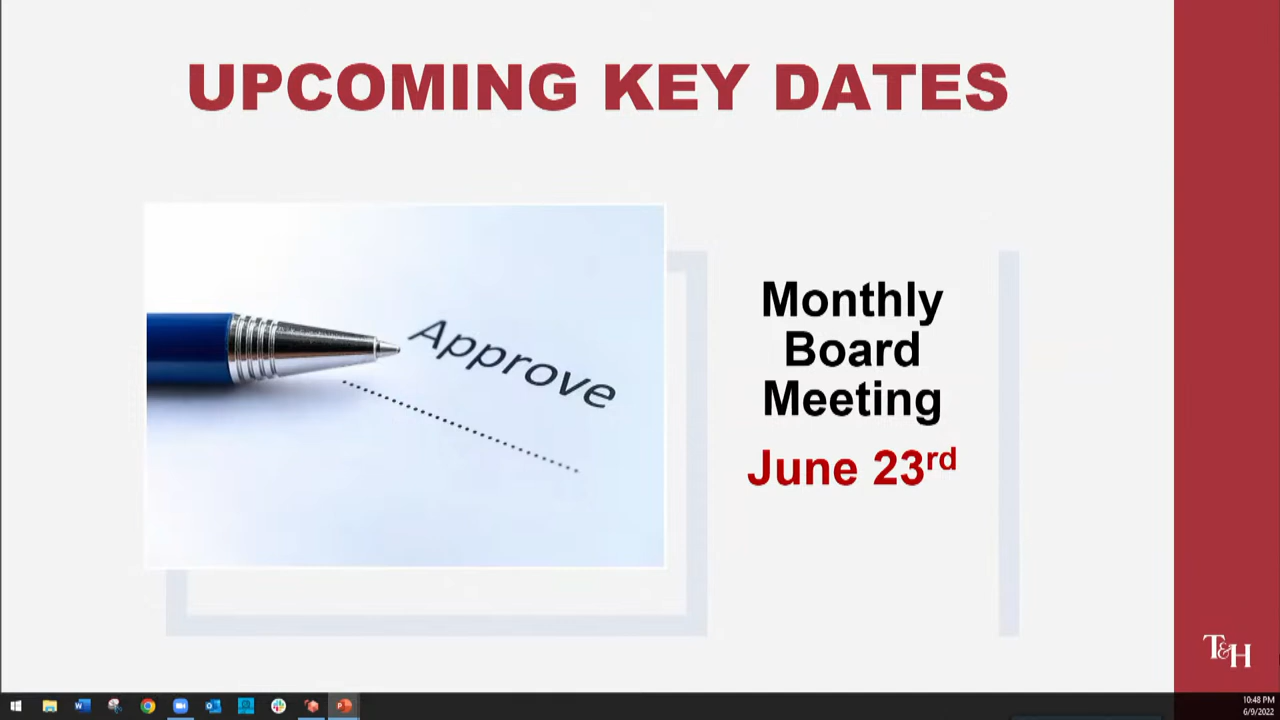 UPCOMING KEY DATES
Approve
Monthly
Board
Meeting
June 23rd
T&H
10:48 PM
6/9/2022